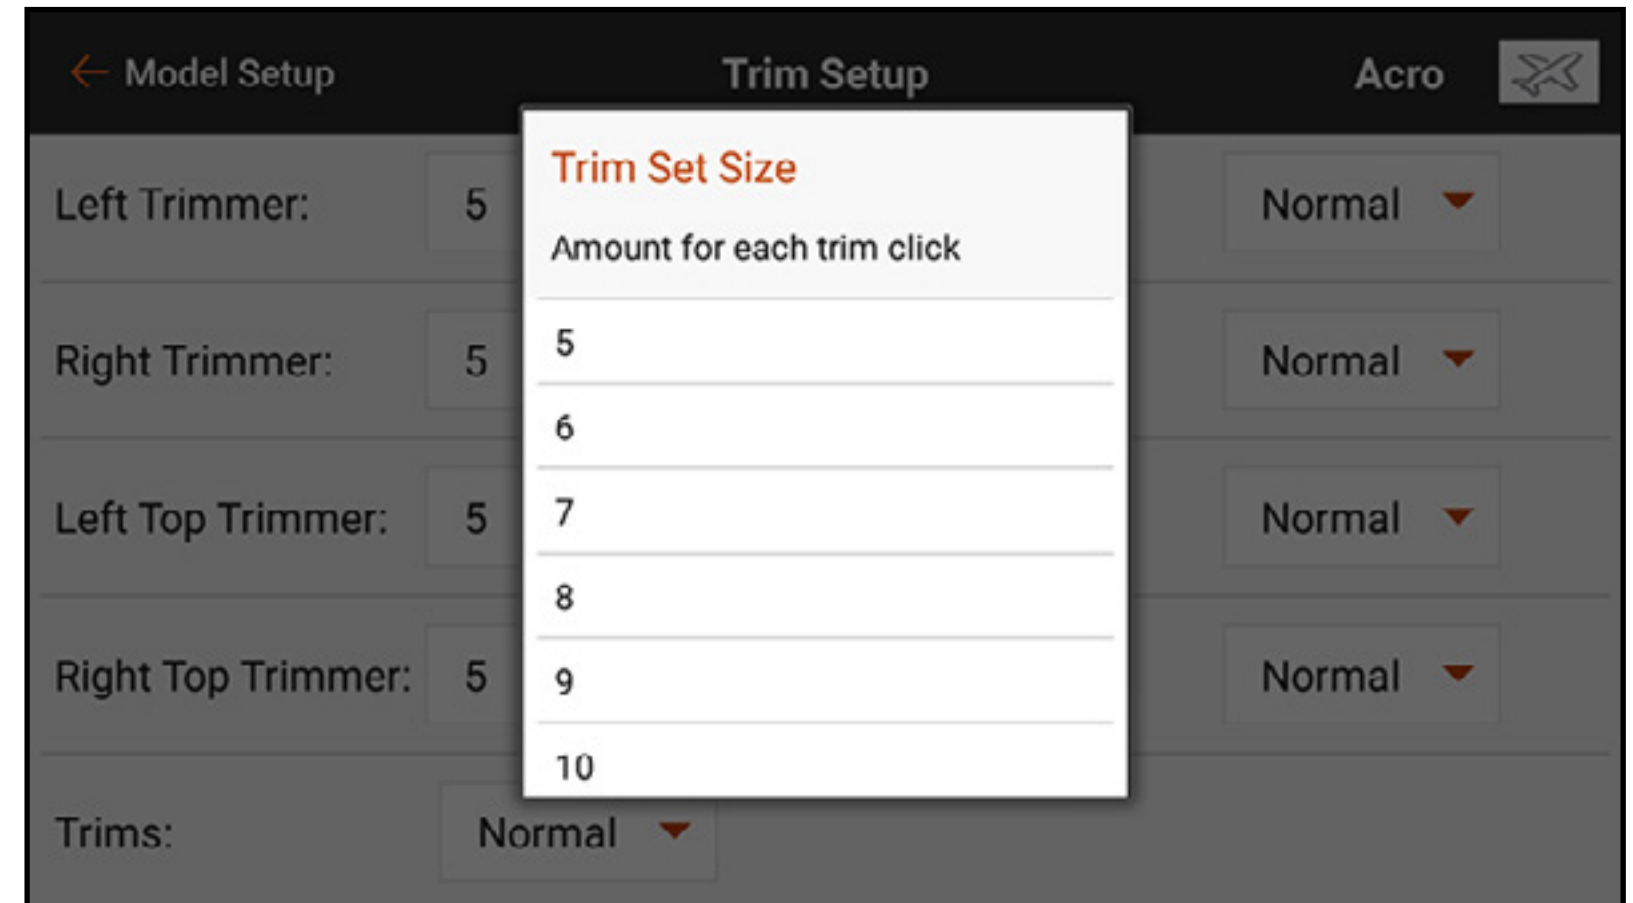 ← Model Setup Trim Setup Acro
Trim Set Size
Amount for each trim click
5
6
7
8
9
10
Left Trimmer: 5 Normal
Right Trimmer: 5 Normal
Left Top Trimmer: 5 Normal
Right Top Trimmer: 5 Normal
Trims: Normal